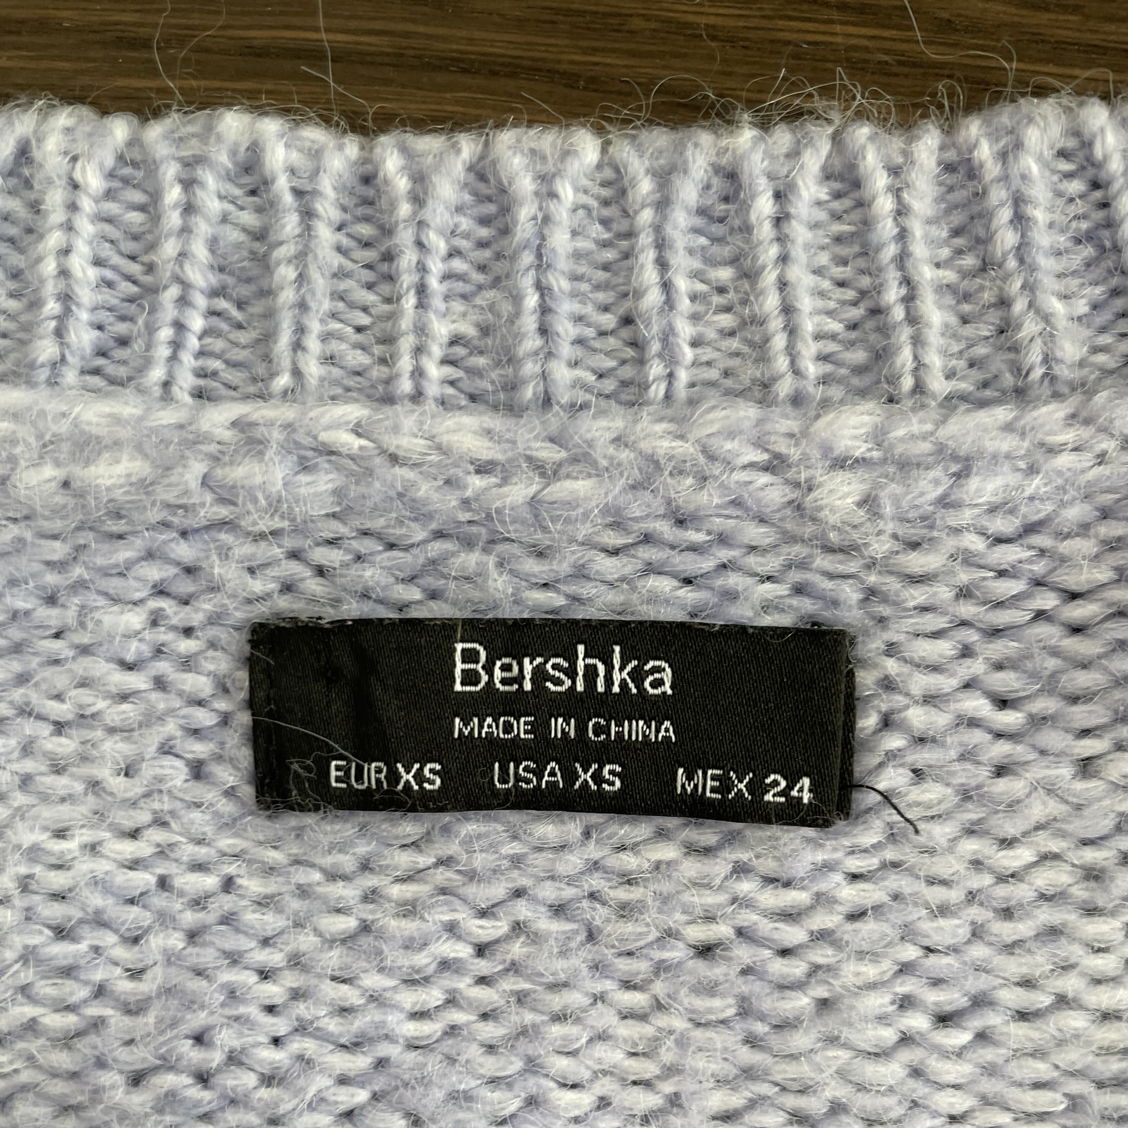 Bershka
MADE IN CHINA
EUR XS USA XS MEX 24